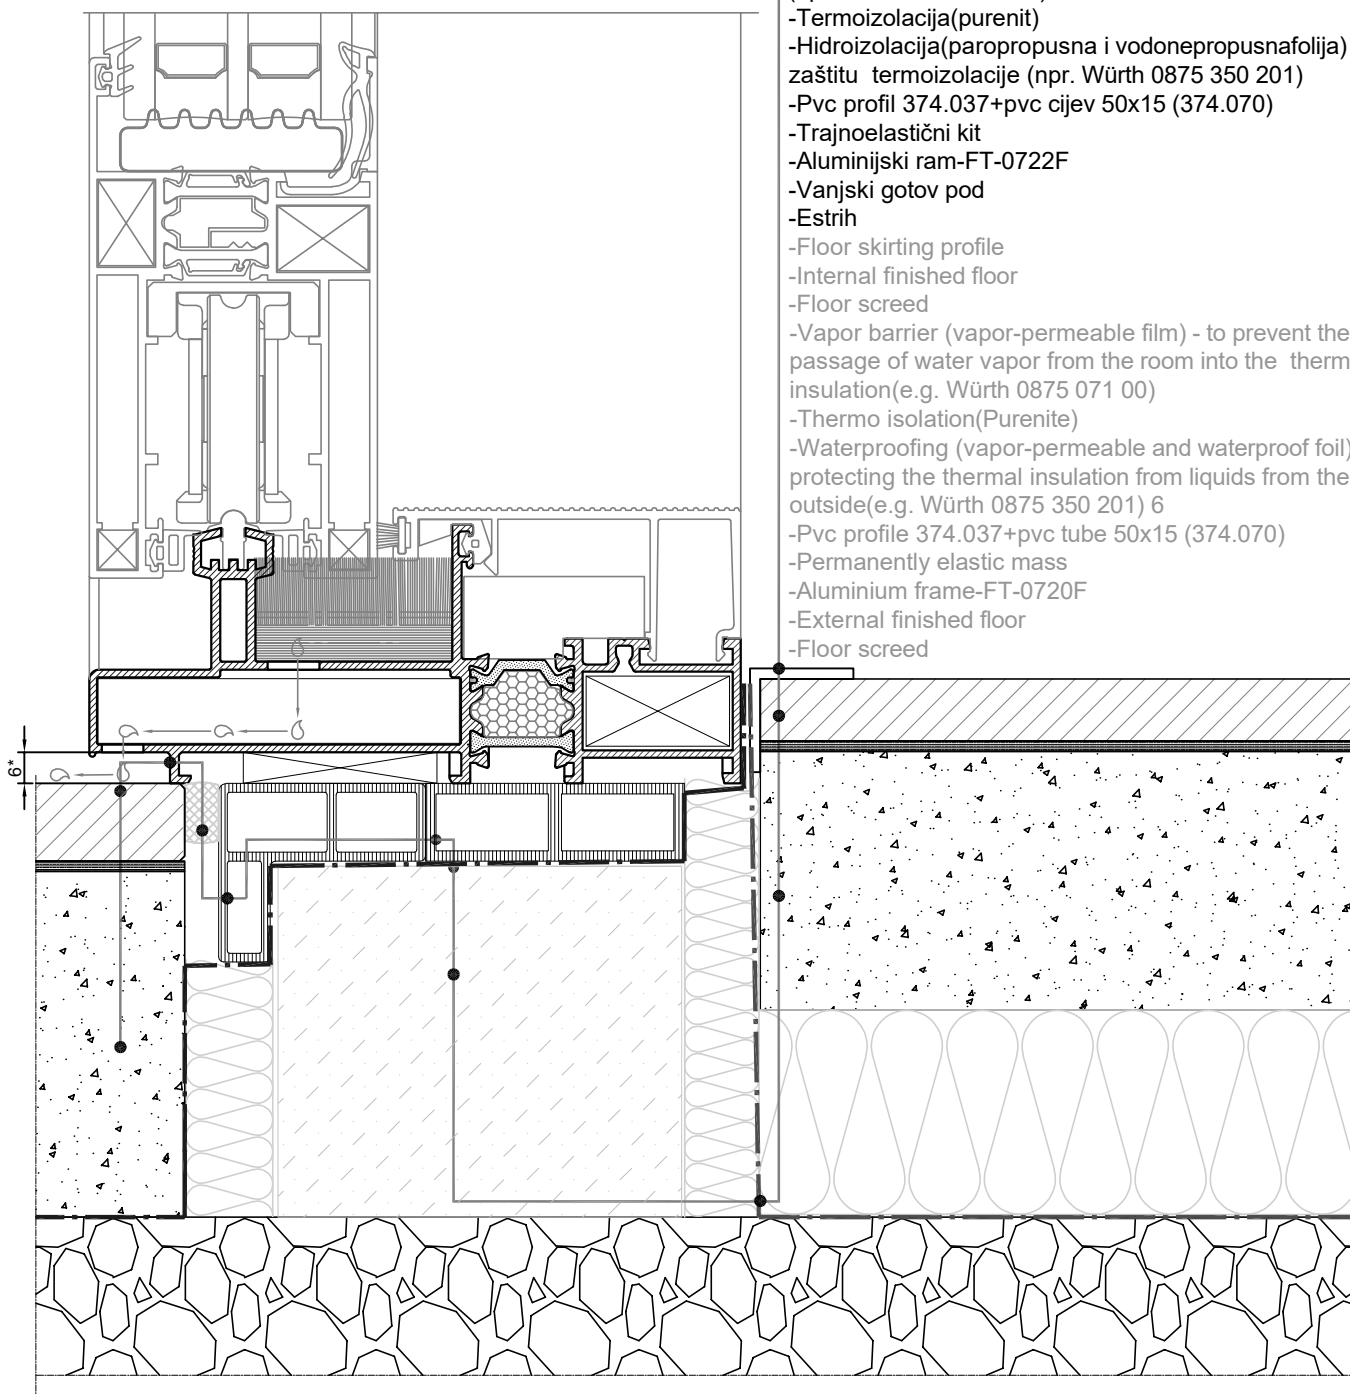 -Termoizolacija(purenit)
-Hidroizolacija(paropropusna i vodonepropusnafolija)
zaštitu  termoizolacije (npr. Würth 0875 350 201)
-Pvc profil 374.037+pvc cijev 50x15 (374.070)
-Trajnoelastični kit
-Aluminijski ram-FT-0722F
-Vanjski gotov pod
-Estrih
-Floor skirting profile
-Internal finished floor
-Floor screed
-Vapor barrier (vapor-permeable film) - to prevent the
passage of water vapor from the room into the  therm
insulation(e.g. Würth 0875 071 00)
-Thermo isolation(Purenite)
-Waterproofing (vapor-permeable and waterproof foil)
protecting the thermal insulation from liquids from the
outside(e.g. Würth 0875 350 201) 6
-Pvc profile 374.037+pvc tube 50x15 (374.070)
-Permanently elastic mass
-Aluminium frame-FT-0720F
-External finished floor
-Floor screed
6*